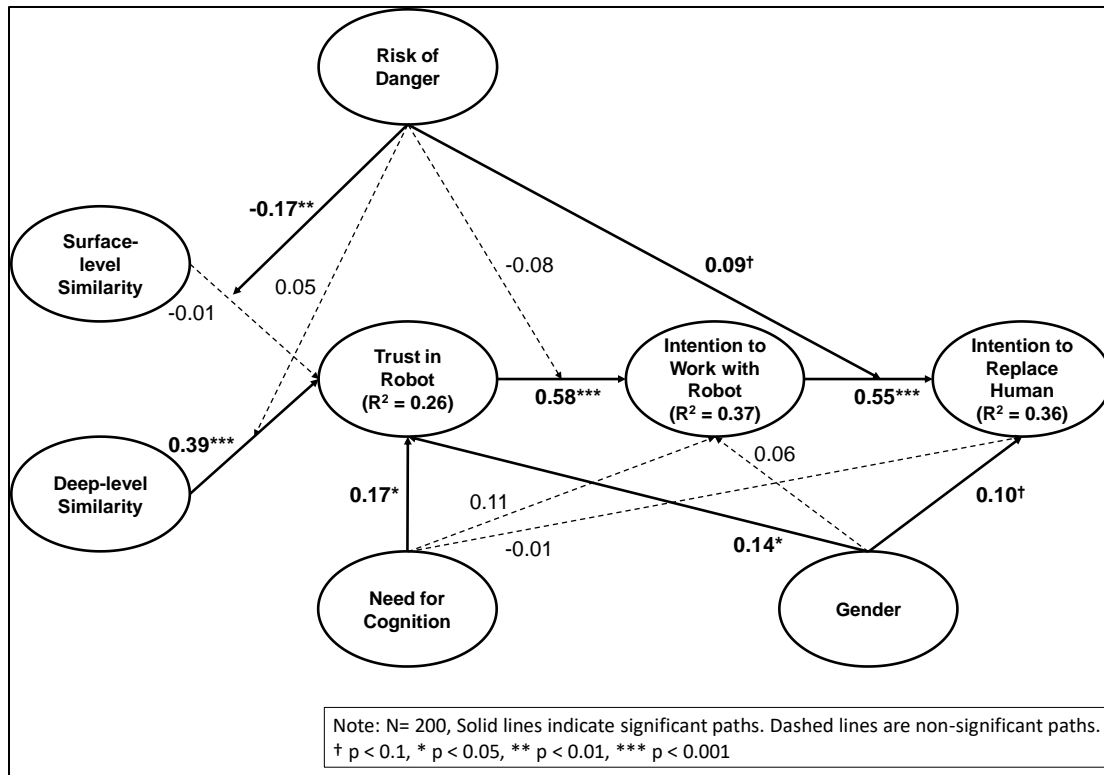 Risk of
Danger
-0.17**
Surface-
level
Similarity
-0.08
0.05
0.09†
-0.01
Trust in
Robot
(R² = 0.26)
Intention to
Work with
Robot
(R² = 0.37)
Intention to
Replace
Human
(R² = 0.36)
0.58***
0.55***
0.39***
Deep-level
Similarity
0.17*
0.11
0.06
0.10†
-0.01
0.14*
Need for
Cognition
Gender
Note: N= 200, Solid lines indicate significant paths. Dashed lines are non-significant paths.
† p < 0.1, * p < 0.05, ** p < 0.01, *** p < 0.001